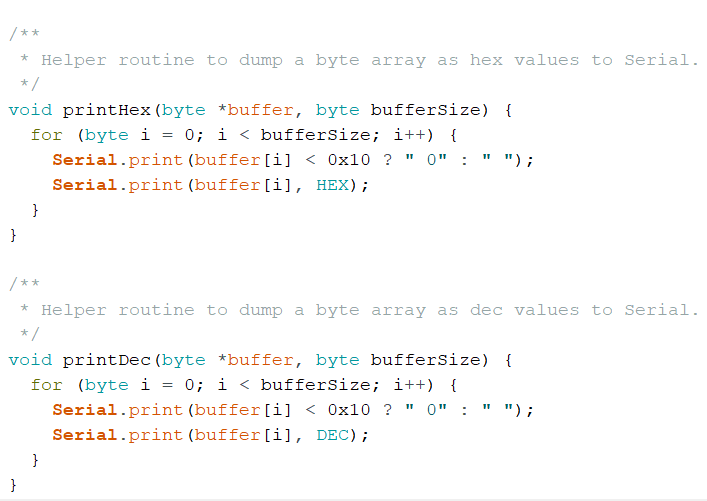 /**
 * Helper routine to dump a byte array as hex values to Serial.
 */
void printHex(byte *buffer, byte bufferSize) {
  for (byte i = 0; i < bufferSize; i++) {
    Serial.print(buffer[i] < 0x10 ? " 0" : " ");
    Serial.print(buffer[i], HEX);
  }
}

/**
 * Helper routine to dump a byte array as dec values to Serial.
 */
void printDec(byte *buffer, byte bufferSize) {
  for (byte i = 0; i < bufferSize; i++) {
    Serial.print(buffer[i] < 0x10 ? " 0" : " ");
    Serial.print(buffer[i], DEC);
  }
}